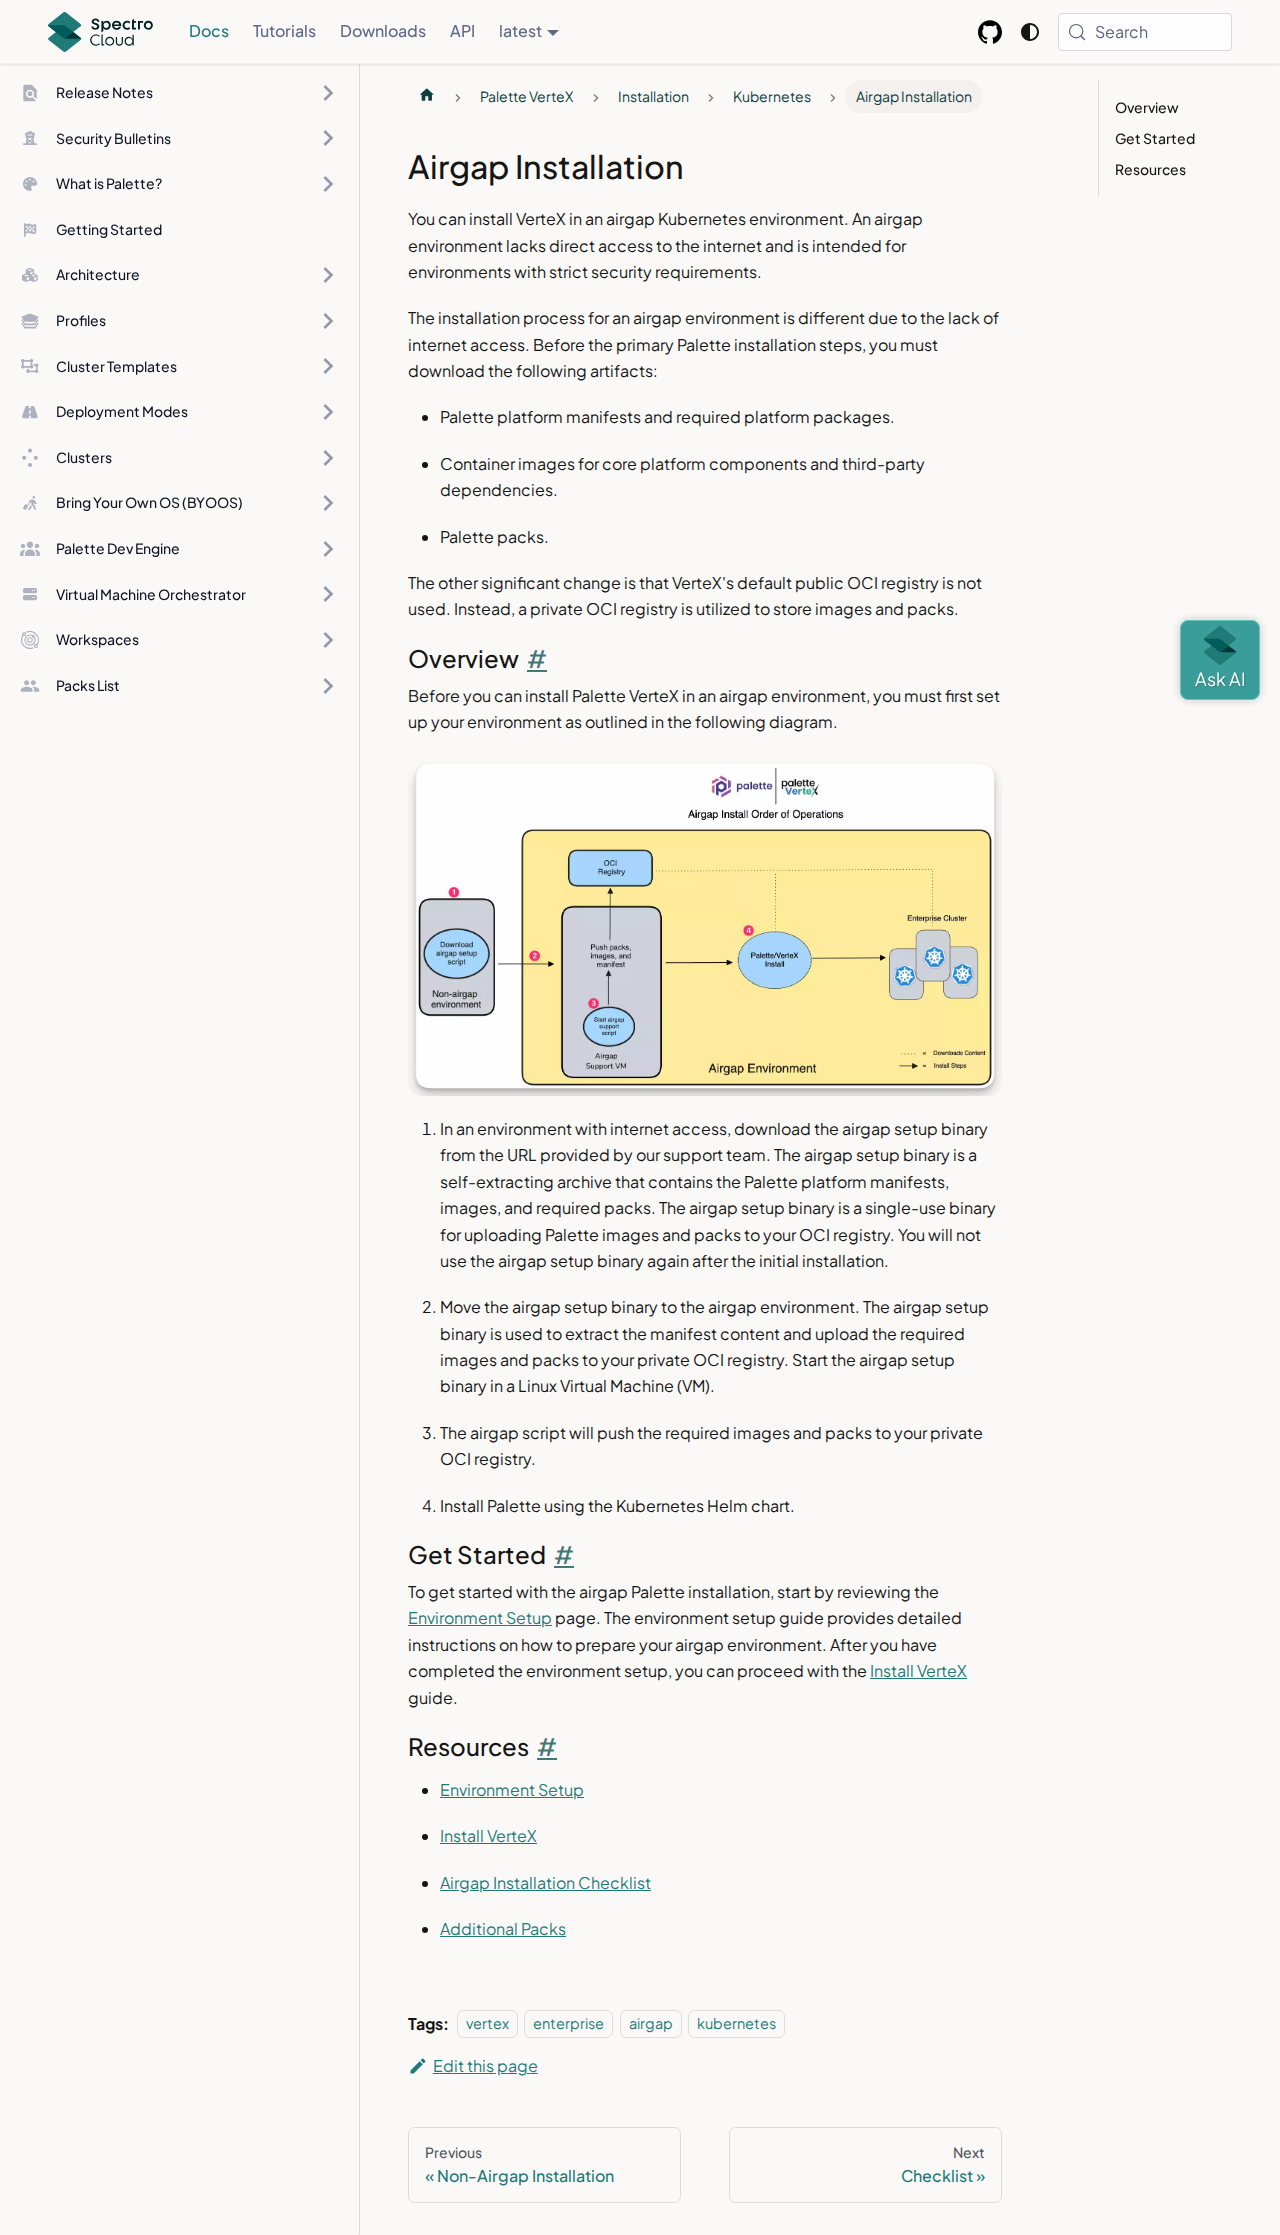 Spectro
Cloud
Docs
Tutorials
Downloads
API
latest
Search
Release Notes
Security Bulletins
What is Palette?
Getting Started
Architecture
Profiles
Cluster Templates
Deployment Modes
Clusters
Bring Your Own OS (BYOOS)
Palette Dev Engine
Virtual Machine Orchestrator
Workspaces
Packs List
Palette VerteX
Installation
Kubernetes
Airgap Installation
Overview
Get Started
Resources
Airgap Installation
You can install VerteX in an airgap Kubernetes environment. An airgap
environment lacks direct access to the internet and is intended for
environments with strict security requirements.
The installation process for an airgap environment is different due to the lack of
internet access. Before the primary Palette installation steps, you must
download the following artifacts:
• Palette platform manifests and required platform packages.
• Container images for core platform components and third-party
dependencies.
• Palette packs.
The other significant change is that VerteX's default public OCI registry is not
used. Instead, a private OCI registry is utilized to store images and packs.
Overview #
Before you can install Palette VerteX in an airgap environment, you must first set
up your environment as outlined in the following diagram.
palette
palette
VerteX
Airgap Install Order of Operations
OCI
Registry
1
Download
airgap setup
script
Non-airgap
environment
2
Push packs,
images, and
manifest
3
Start airgap
support
script
Airgap
Support VM
4
Palette/VerteX
Install
Enterprise Cluster
= Downloads Content
= Install Steps
Airgap Environment
1. In an environment with internet access, download the airgap setup binary
from the URL provided by our support team. The airgap setup binary is a
self-extracting archive that contains the Palette platform manifests,
images, and required packs. The airgap setup binary is a single-use binary
for uploading Palette images and packs to your OCI registry. You will not
use the airgap setup binary again after the initial installation.
2. Move the airgap setup binary to the airgap environment. The airgap setup
binary is used to extract the manifest content and upload the required
images and packs to your private OCI registry. Start the airgap setup
binary in a Linux Virtual Machine (VM).
3. The airgap script will push the required images and packs to your private
OCI registry.
4. Install Palette using the Kubernetes Helm chart.
Get Started #
To get started with the airgap Palette installation, start by reviewing the
Environment Setup page. The environment setup guide provides detailed
instructions on how to prepare your airgap environment. After you have
completed the environment setup, you can proceed with the Install VerteX
guide.
Resources #
• Environment Setup
• Install VerteX
• Airgap Installation Checklist
• Additional Packs
Tags: vertex enterprise airgap kubernetes
Edit this page
Previous
« Non-Airgap Installation
Next
Checklist »
Ask AI